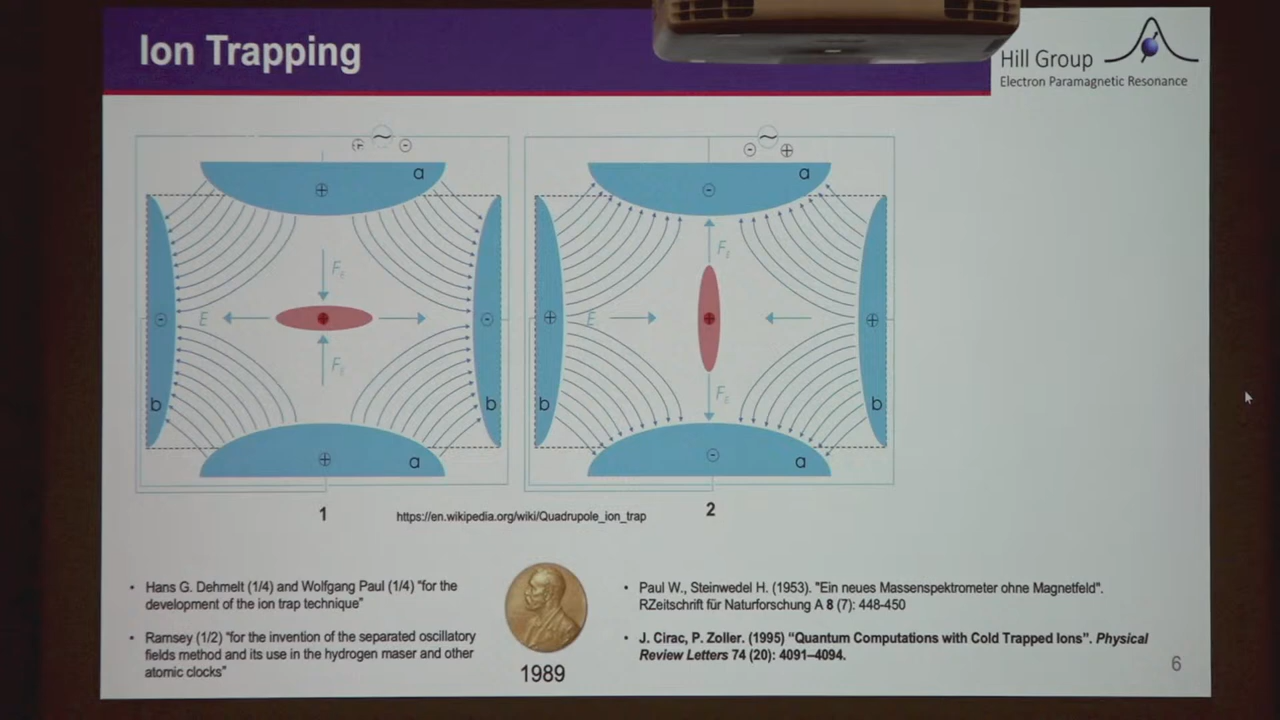 Ion Trapping
Hill Group
Electron Paramagnetic Resonance
a
a
E
E
b
b
b
b
a
a
1
https://en.wikipedia.org/wiki/Quadrupole_ion_trap
2
• Hans G. Dehmelt (1/4) and Wolfgang Paul (1/4) “for the
development of the ion trap technique”
• Ramsey (1/2) “for the invention of the separated oscillatory
fields method and its use in the hydrogen maser and other
atomic clocks”
1989
• Paul W., Steinwedel H. (1953). "Ein neues Massenspektrometer ohne Magnetfeld".
RZeitschrift für Naturforschung A 8 (7): 448-450
• J. Cirac, P. Zoller. (1995) “Quantum Computations with Cold Trapped Ions”. Physical
Review Letters 74 (20): 4091–4094.
6